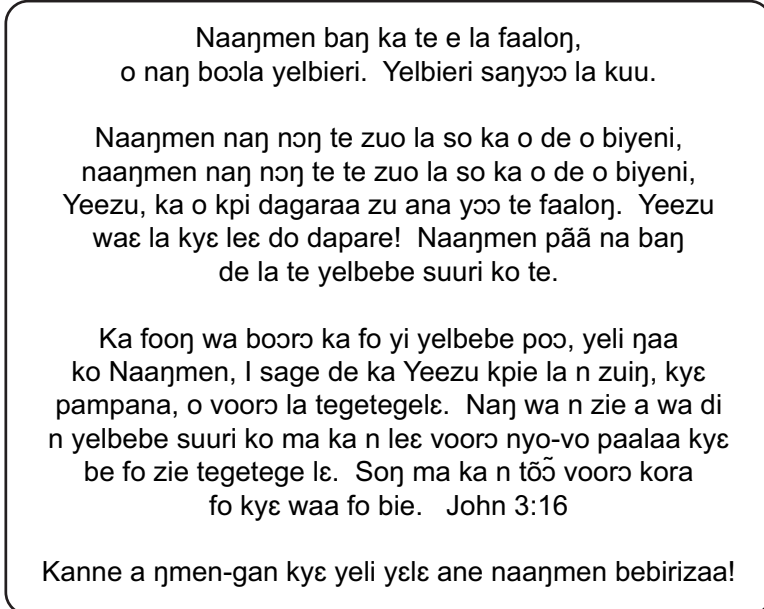 Naaŋmen baŋ ka te e la faaloŋ,
o naŋ boɔla yelbieri. Yelbieri saŋyɔɔ la kuu.
Naaŋmen naŋ nɔŋ te zuo la so ka o de o biyeni,
naaŋmen naŋ nɔŋ te te zuo la so ka o de o biyeni,
Yeezu, ka o kpi dagaraa zu ana yɔɔ te faaloŋ. Yeezu
waɛ la kyɛ leɛ do dapare! Naaŋmen pãã na baŋ
de la te yelbebe suuri ko te.
Ka fooŋ wa boɔrɔ ka fo yi yelbebe poɔ, yeli ŋaa
ko Naaŋmen, I sage de ka Yeezu kpie la n zuiŋ, kyɛ
pampana, o voorɔ la tegetegelɛ. Naŋ wa n zie a wa di
n yelbebe suuri ko ma ka n leɛ voorɔ nyo-vo paalaa kyɛ
be fo zie tegetege lɛ. Soŋ ma ka n tõɔ̃ voorɔ kora
fo kyɛ waa fo bie. John 3:16
Kanne a ŋmen-gan kyɛ yeli yɛlɛ ane naaŋmen bebirizaa!